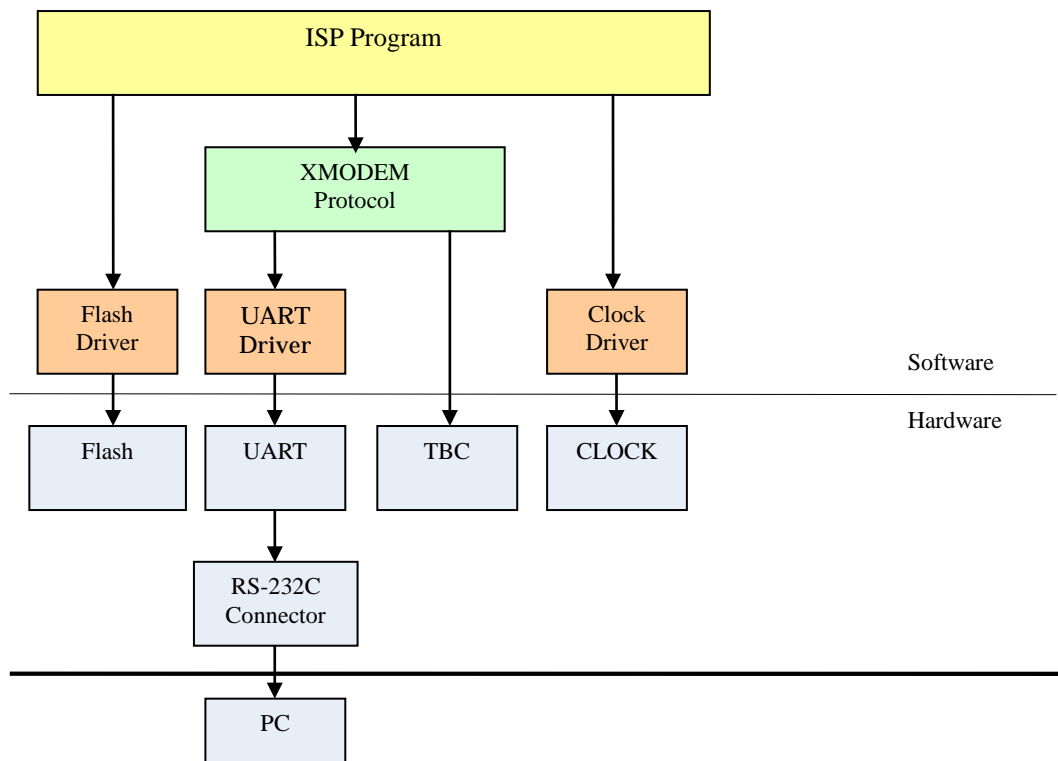 ISP Program
XMODEM
Protocol
Flash
Driver
UART
Driver
Clock
Driver
Software
Hardware
Flash
UART
TBC
CLOCK
RS-232C
Connector
PC